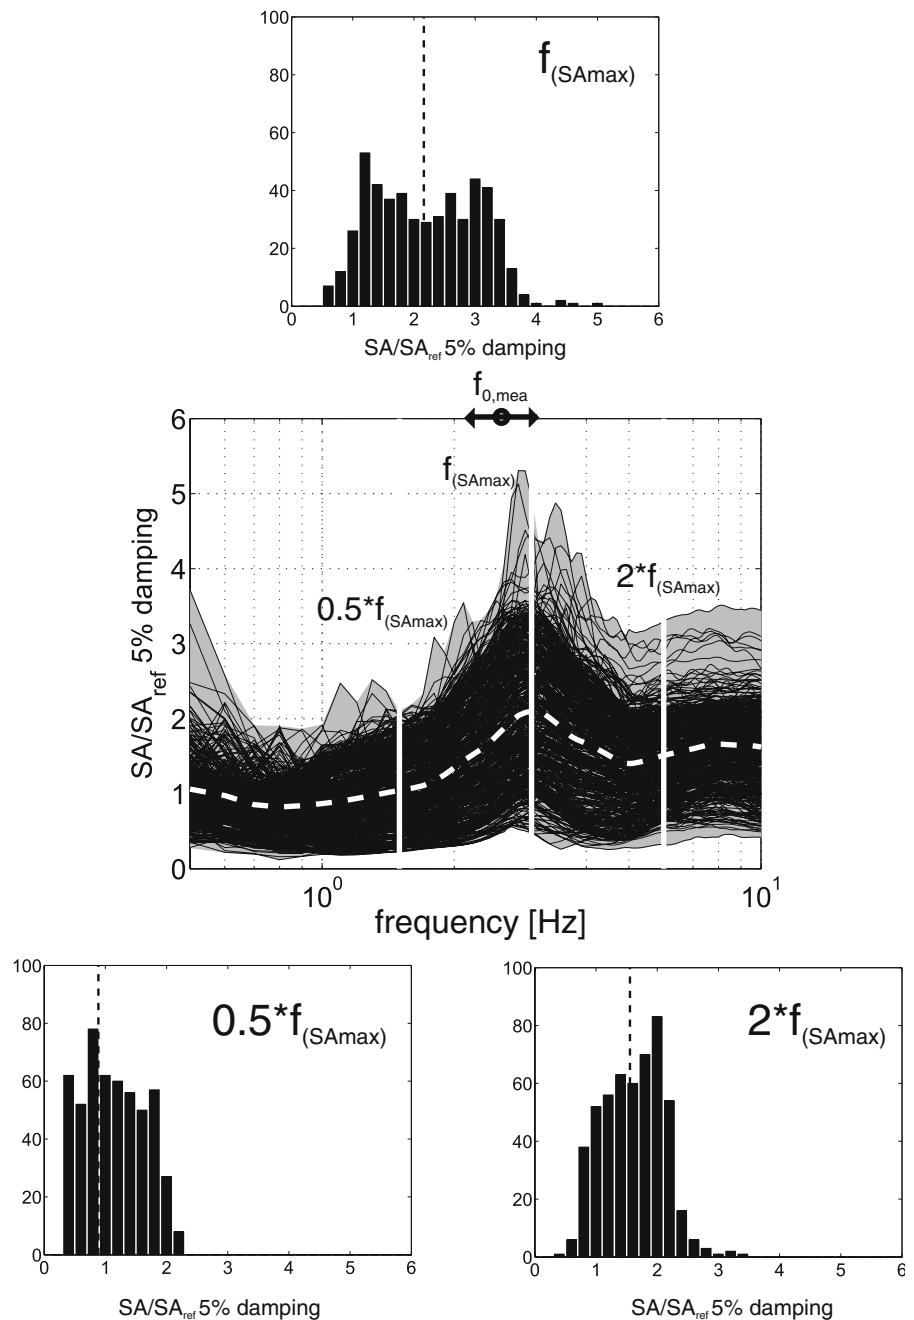 100
80
60
40
20
0
f(SAmax)
0 1 2 3 4 5 6
SA/SAref 5% damping
f0,mea
6
5
4
3
2
1
0
SA/SAref 5% damping
f(SAmax)
0.5*f(SAmax)
2*f(SAmax)
10^0 10^1
frequency [Hz]
100
80
60
40
20
0
0.5*f(SAmax)
0 1 2 3 4 5 6
SA/SAref 5% damping
100
80
60
40
20
0
2*f(SAmax)
0 1 2 3 4 5 6
SA/SAref 5% damping